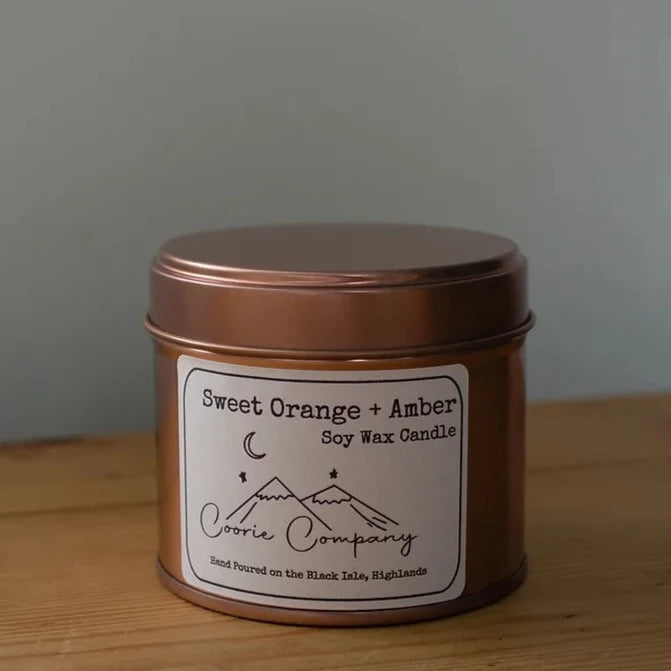 Sweet Orange + Amber
Soy Wax Candle
Coorie Company
Hand Poured on the Black Isle, Highlands